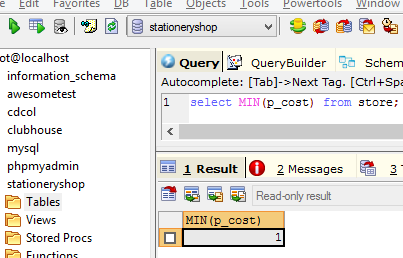 Edit Favorites DB Table Objects Tools Powertools Window
stationeryshop
root@localhost
information_schema
awesometest
cdcol
clubhouse
mysql
phpmyadmin
stationeryshop
Tables
Views
Stored Procs
Functions
Query QueryBuilder Schem
Autocomplete: [Tab]->Next Tag. [Ctrl+Spa
1 select MIN(p_cost) from store;
1 Result 2 Messages 3 T
Read-only result
MIN(p_cost)
1